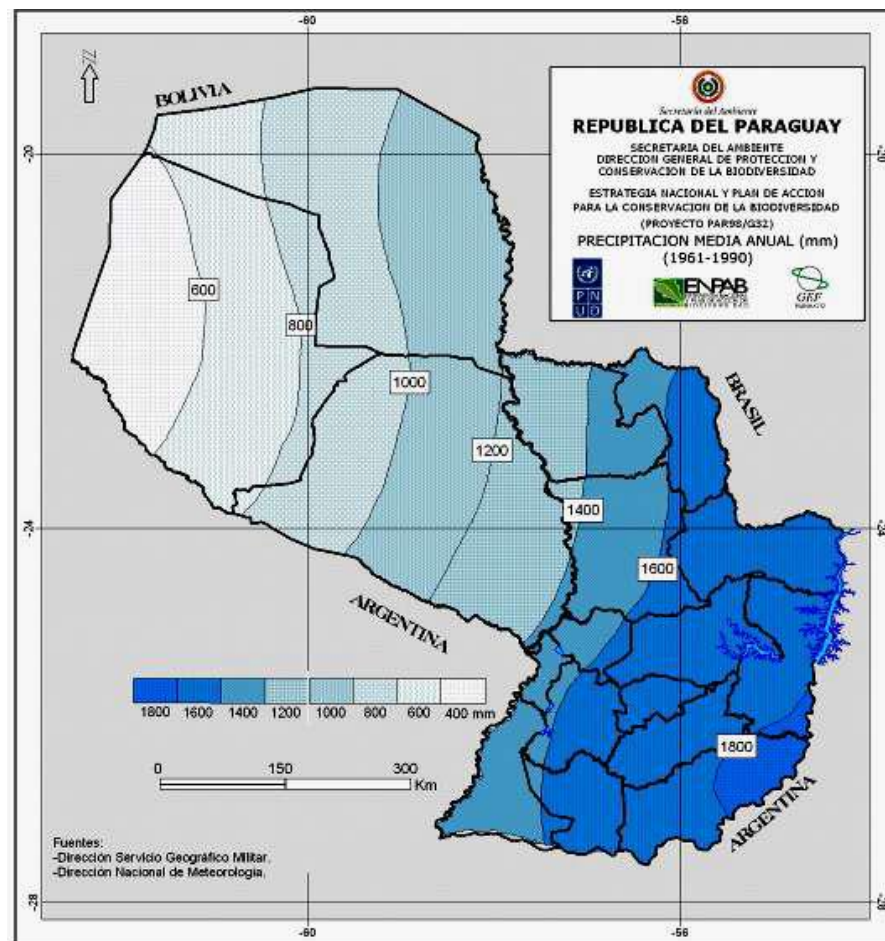 -60
-56
BOLIVIA
Secretaría del Ambiente
REPUBLICA DEL PARAGUAY
SECRETARIA DEL AMBIENTE
DIRECCION GENERAL DE PROTECCION Y
CONSERVACION DE LA BIODIVERSIDAD
ESTRATEGIA NACIONAL Y PLAN DE ACCION
PARA LA CONSERVACION DE LA BIODIVERSIDAD
(PROYECTO PAR98/G32)
PRECIPITACION MEDIA ANUAL (mm)
(1961-1990)
P N
U D
ENPAB
GEF
-20
-20
600
800
1000
1200
1400
1600
1800
BRASIL
-24
-24
ARGENTINA
ARGENTINA
1800 1600 1400 1200 1000 800 600 400 mm
0 150 300
Km
Fuentes:
-Dirección Servicio Geográfico Militar.
-Dirección Nacional de Meteorología.
-28
-28
-60
-56